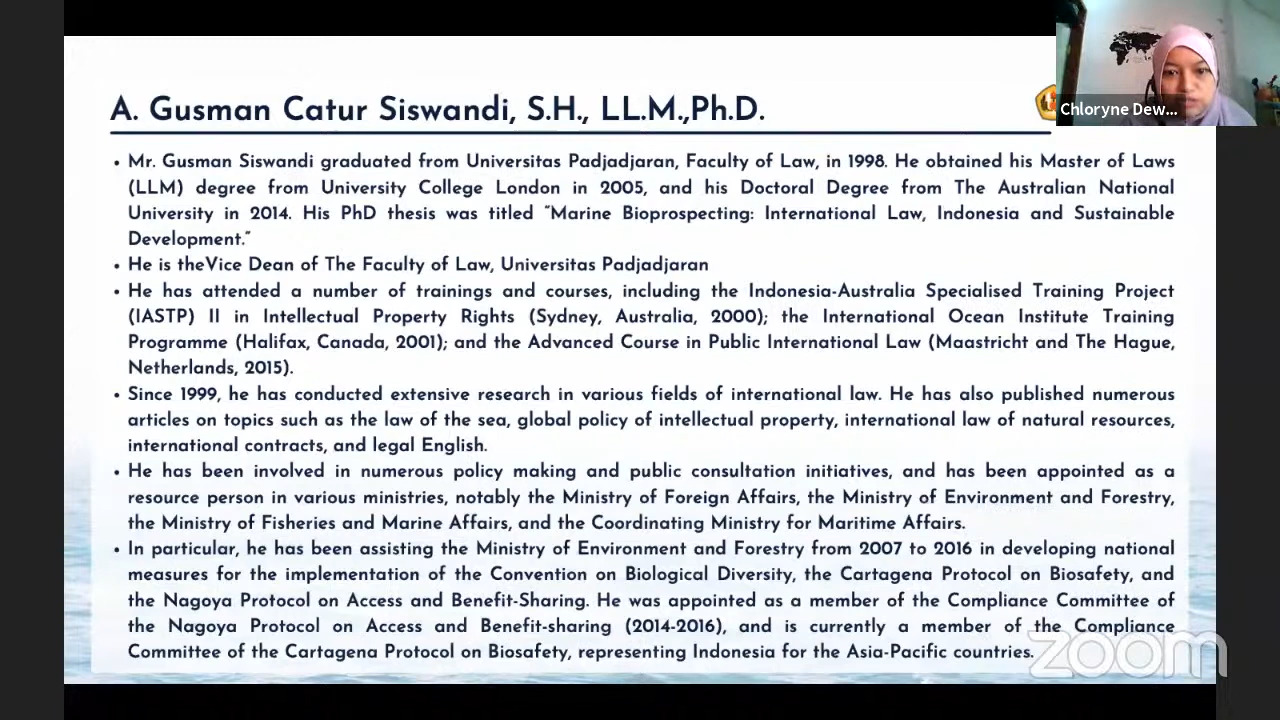 A. Gusman Catur Siswandi, S.H., LL.M.,Ph.D.
Chloryne Dew...
• Mr. Gusman Siswandi graduated from Universitas Padjadjaran, Faculty of Law, in 1998. He obtained his Master of Laws
(LLM) degree from University College London in 2005, and his Doctoral Degree from The Australian National
University in 2014. His PhD thesis was titled “Marine Bioprospecting: International Law, Indonesia and Sustainable
Development.”
• He is theVice Dean of The Faculty of Law, Universitas Padjadjaran
• He has attended a number of trainings and courses, including the Indonesia-Australia Specialised Training Project
(IASTP) II in Intellectual Property Rights (Sydney, Australia, 2000); the International Ocean Institute Training
Programme (Halifax, Canada, 2001); and the Advanced Course in Public International Law (Maastricht and The Hague,
Netherlands, 2015).
• Since 1999, he has conducted extensive research in various fields of international law. He has also published numerous
articles on topics such as the law of the sea, global policy of intellectual property, international law of natural resources,
international contracts, and legal English.
• He has been involved in numerous policy making and public consultation initiatives, and has been appointed as a
resource person in various ministries, notably the Ministry of Foreign Affairs, the Ministry of Environment and Forestry,
the Ministry of Fisheries and Marine Affairs, and the Coordinating Ministry for Maritime Affairs.
• In particular, he has been assisting the Ministry of Environment and Forestry from 2007 to 2016 in developing national
measures for the implementation of the Convention on Biological Diversity, the Cartagena Protocol on Biosafety, and
the Nagoya Protocol on Access and Benefit-Sharing. He was appointed as a member of the Compliance Committee of
the Nagoya Protocol on Access and Benefit-sharing (2014-2016), and is currently a member of the Compliance
Committee of the Cartagena Protocol on Biosafety, representing Indonesia for the Asia-Pacific countries.
zoom